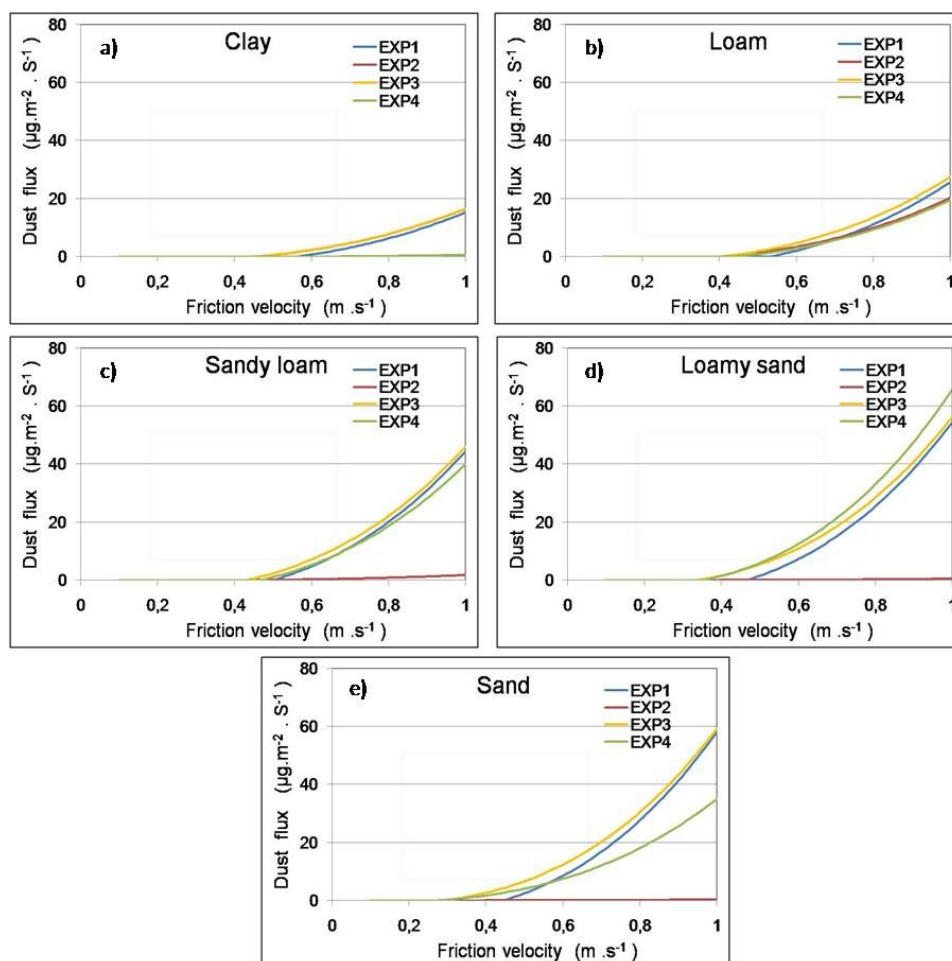 a) Clay
EXP1
EXP2
EXP3
EXP4
Dust flux (µg.m-2 . S-1 )
80
60
40
20
0
0 0,2 0,4 0,6 0,8 1
Friction velocity (m .s-1)
b) Loam
EXP1
EXP2
EXP3
EXP4
Dust flux (µg.m-2 . S-1 )
80
60
40
20
0
0 0,2 0,4 0,6 0,8 1
Friction velocity (m .s-1)
c) Sandy loam
EXP1
EXP2
EXP3
EXP4
Dust flux (µg.m-2 . S-1 )
80
60
40
20
0
0 0,2 0,4 0,6 0,8 1
Friction velocity (m .s-1)
d) Loamy sand
EXP1
EXP2
EXP3
EXP4
Dust flux (µg.m-2 . S-1 )
80
60
40
20
0
0 0,2 0,4 0,6 0,8 1
Friction velocity (m .s-1)
e) Sand
EXP1
EXP2
EXP3
EXP4
Dust flux (µg.m-2 . S-1 )
80
60
40
20
0
0 0,2 0,4 0,6 0,8 1
Friction velocity (m .s-1)